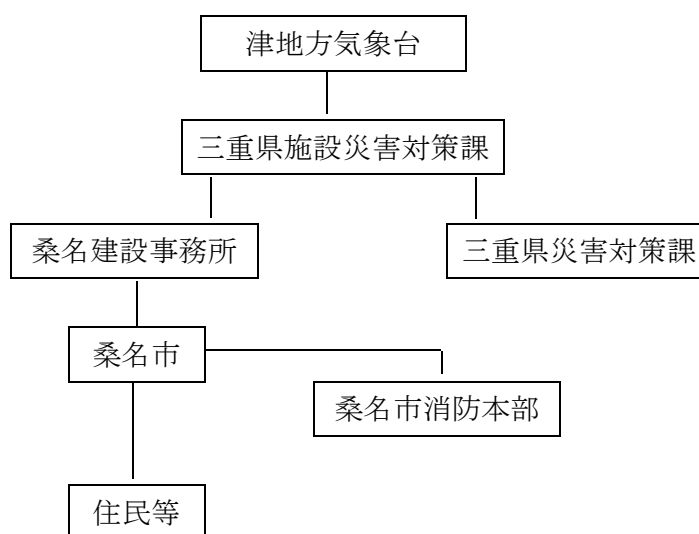 津地方気象台
三重県施設災害対策課
桑名建設事務所
三重県災害対策課
桑名市
桑名市消防本部
住民等